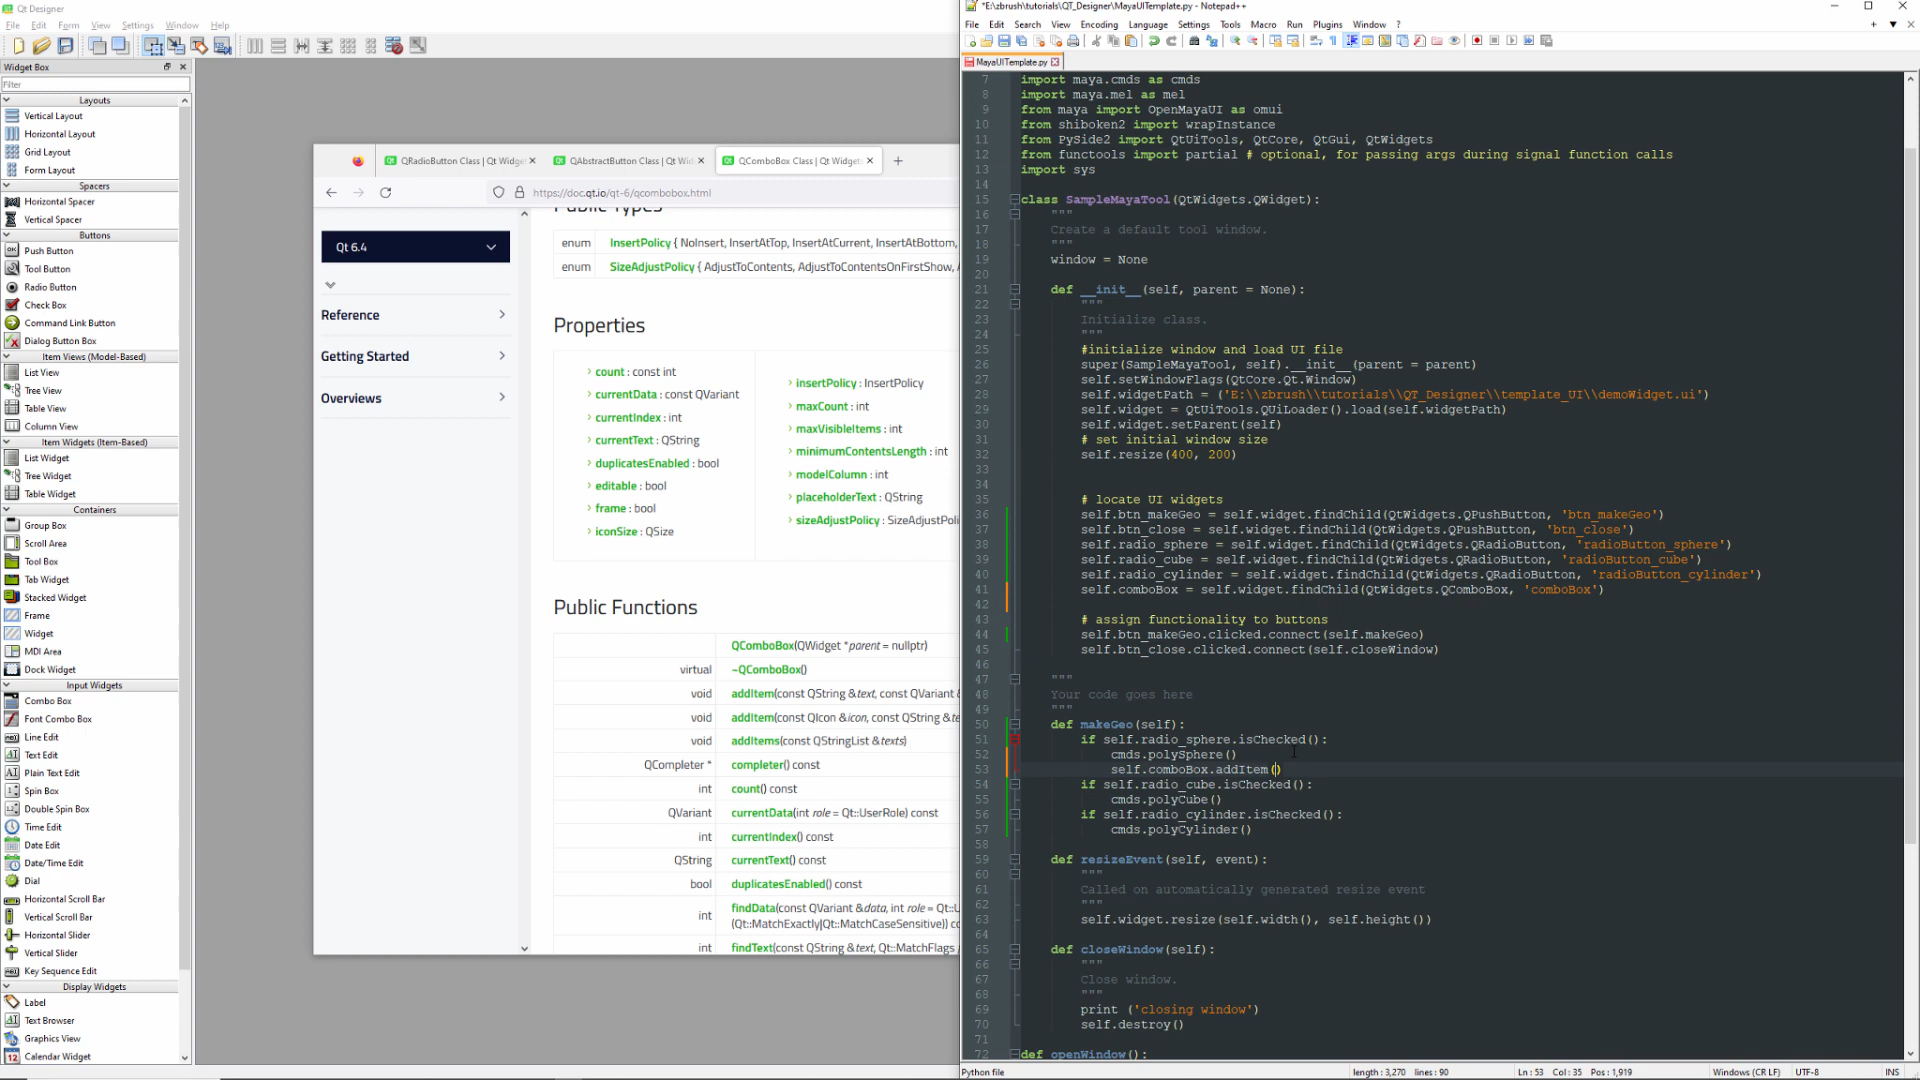 Qt Designer
File Edit Form View Settings Window Help
Widget Box
Filter
Layouts
Vertical Layout
Horizontal Layout
Grid Layout
Form Layout
Spacers
Horizontal Spacer
Vertical Spacer
Buttons
Push Button
Tool Button
Radio Button
Check Box
Command Link Button
Dialog Button Box
Item Views (Model-Based)
List View
Tree View
Table View
Column View
Item Widgets (Item-Based)
List Widget
Tree Widget
Table Widget
Containers
Group Box
Scroll Area
Tool Box
Tab Widget
Stacked Widget
Frame
Widget
MDI Area
Dock Widget
Input Widgets
Combo Box
Font Combo Box
Line Edit
Text Edit
Plain Text Edit
Spin Box
Double Spin Box
Time Edit
Date Edit
Date/Time Edit
Dial
Horizontal Scroll Bar
Vertical Scroll Bar
Horizontal Slider
Vertical Slider
Key Sequence Edit
Display Widgets
Label
Text Browser
Graphics View
12 Calendar Widget
QRadioButton Class | Qt Widge
QAbstractButton Class | Qt Wi
QComboBox Class | Qt Widget
https://doc.qt.io/qt-6/qcombobox.html
Qt 6.4
Reference
Getting Started
Overviews
Public Types
enum InsertPolicy { NoInsert, InsertAtTop, InsertAtCurrent, InsertAtBottom,
enum SizeAdjustPolicy { AdjustToContents, AdjustToContentsOnFirstShow,
Properties
count : const int
currentData : const QVariant
currentIndex : int
currentText : QString
duplicatesEnabled : bool
editable : bool
frame : bool
iconSize : QSize
insertPolicy : InsertPolicy
maxCount : int
maxVisibleItems : int
minimumContentsLength : int
modelColumn : int
placeholderText : QString
sizeAdjustPolicy : SizeAdjustPoli
Public Functions
QComboBox(QWidget *parent = nullptr)
virtual ~QComboBox()
void addItem(const QString &text, const QVariant &
void addItem(const QIcon &icon, const QString &te
void addItems(const QStringList &texts)
QCompleter * completer() const
int count() const
QVariant currentData(int role = Qt::UserRole) const
int currentIndex() const
QString currentText() const
bool duplicatesEnabled() const
int findData(const QVariant &data, int role = Qt::U
(Qt::MatchExactly|Qt::MatchCaseSensitive)) co
int findText(const QString &text, Qt::MatchFlags
*E:\zbrush\tutorials\QT_Designer\MayaUITemplate.py - Notepad++
File Edit Search View Encoding Language Settings Tools Macro Run Plugins Window ?
MayaUITemplate.py
7 import maya.cmds as cmds
8 import maya.mel as mel
9 from maya import OpenMayaUI as omui
10 from shiboken2 import wrapInstance
11 from PySide2 import QtUiTools, QtCore, QtGui, QtWidgets
12 from functools import partial # optional, for passing args during signal function calls
13 import sys
14
15 class SampleMayaTool(QtWidgets.QWidget):
16 """
17 Create a default tool window.
18 """
19 window = None
20
21 def __init__(self, parent = None):
22 """
23 Initialize class.
24 """
25 #initialize window and load UI file
26 super(SampleMayaTool, self).__init__(parent = parent)
27 self.setWindowFlags(QtCore.Qt.Window)
28 self.widgetPath = ('E:\\zbrush\\tutorials\\QT_Designer\\template_UI\\demoWidget.ui')
29 self.widget = QtUiTools.QUiLoader().load(self.widgetPath)
30 self.widget.setParent(self)
31 # set initial window size
32 self.resize(400, 200)
33
34
35 # locate UI widgets
36 self.btn_makeGeo = self.widget.findChild(QtWidgets.QPushButton, 'btn_makeGeo')
37 self.btn_close = self.widget.findChild(QtWidgets.QPushButton, 'btn_close')
38 self.radio_sphere = self.widget.findChild(QtWidgets.QRadioButton, 'radioButton_sphere')
39 self.radio_cube = self.widget.findChild(QtWidgets.QRadioButton, 'radioButton_cube')
40 self.radio_cylinder = self.widget.findChild(QtWidgets.QRadioButton, 'radioButton_cylinder')
41 self.comboBox = self.widget.findChild(QtWidgets.QComboBox, 'comboBox')
42
43 # assign functionality to buttons
44 self.btn_makeGeo.clicked.connect(self.makeGeo)
45 self.btn_close.clicked.connect(self.closeWindow)
46
47 """
48 Your code goes here
49 """
50 def makeGeo(self):
51 if self.radio_sphere.isChecked():
52 cmds.polySphere()
53 self.comboBox.addItem()
54 if self.radio_cube.isChecked():
55 cmds.polyCube()
56 if self.radio_cylinder.isChecked():
57 cmds.polyCylinder()
58
59 def resizeEvent(self, event):
60 """
61 Called on automatically generated resize event
62 """
63 self.widget.resize(self.width(), self.height())
64
65 def closeWindow(self):
66 """
67 Close window.
68 """
69 print ('closing window')
70 self.destroy()
71
72 def openWindow():
Python file length : 3,270 lines : 90 Ln : 53 Col : 35 Pos : 1,919 Windows (CR LF) UTF-8 INS